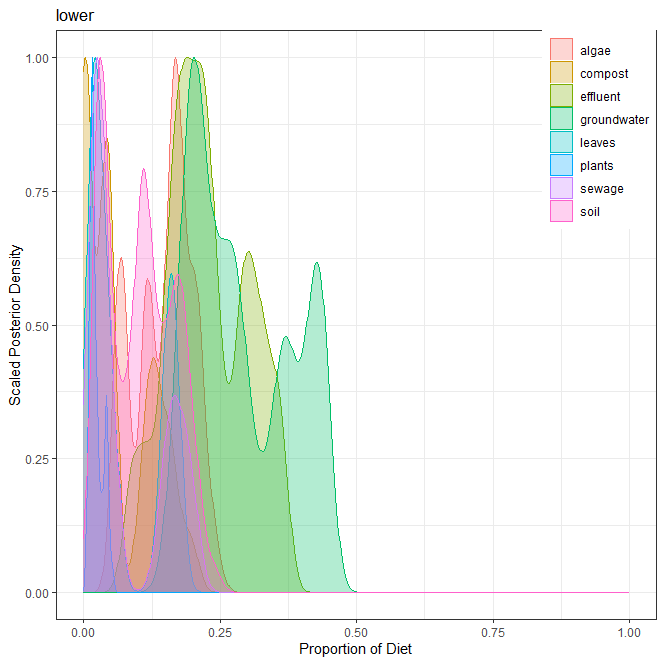 lower
algae
compost
effluent
groundwater
leaves
plants
sewage
soil
1.00
0.75
0.50
0.25
0.00
Scaled Posterior Density
0.00 0.25 0.50 0.75 1.00
Proportion of Diet